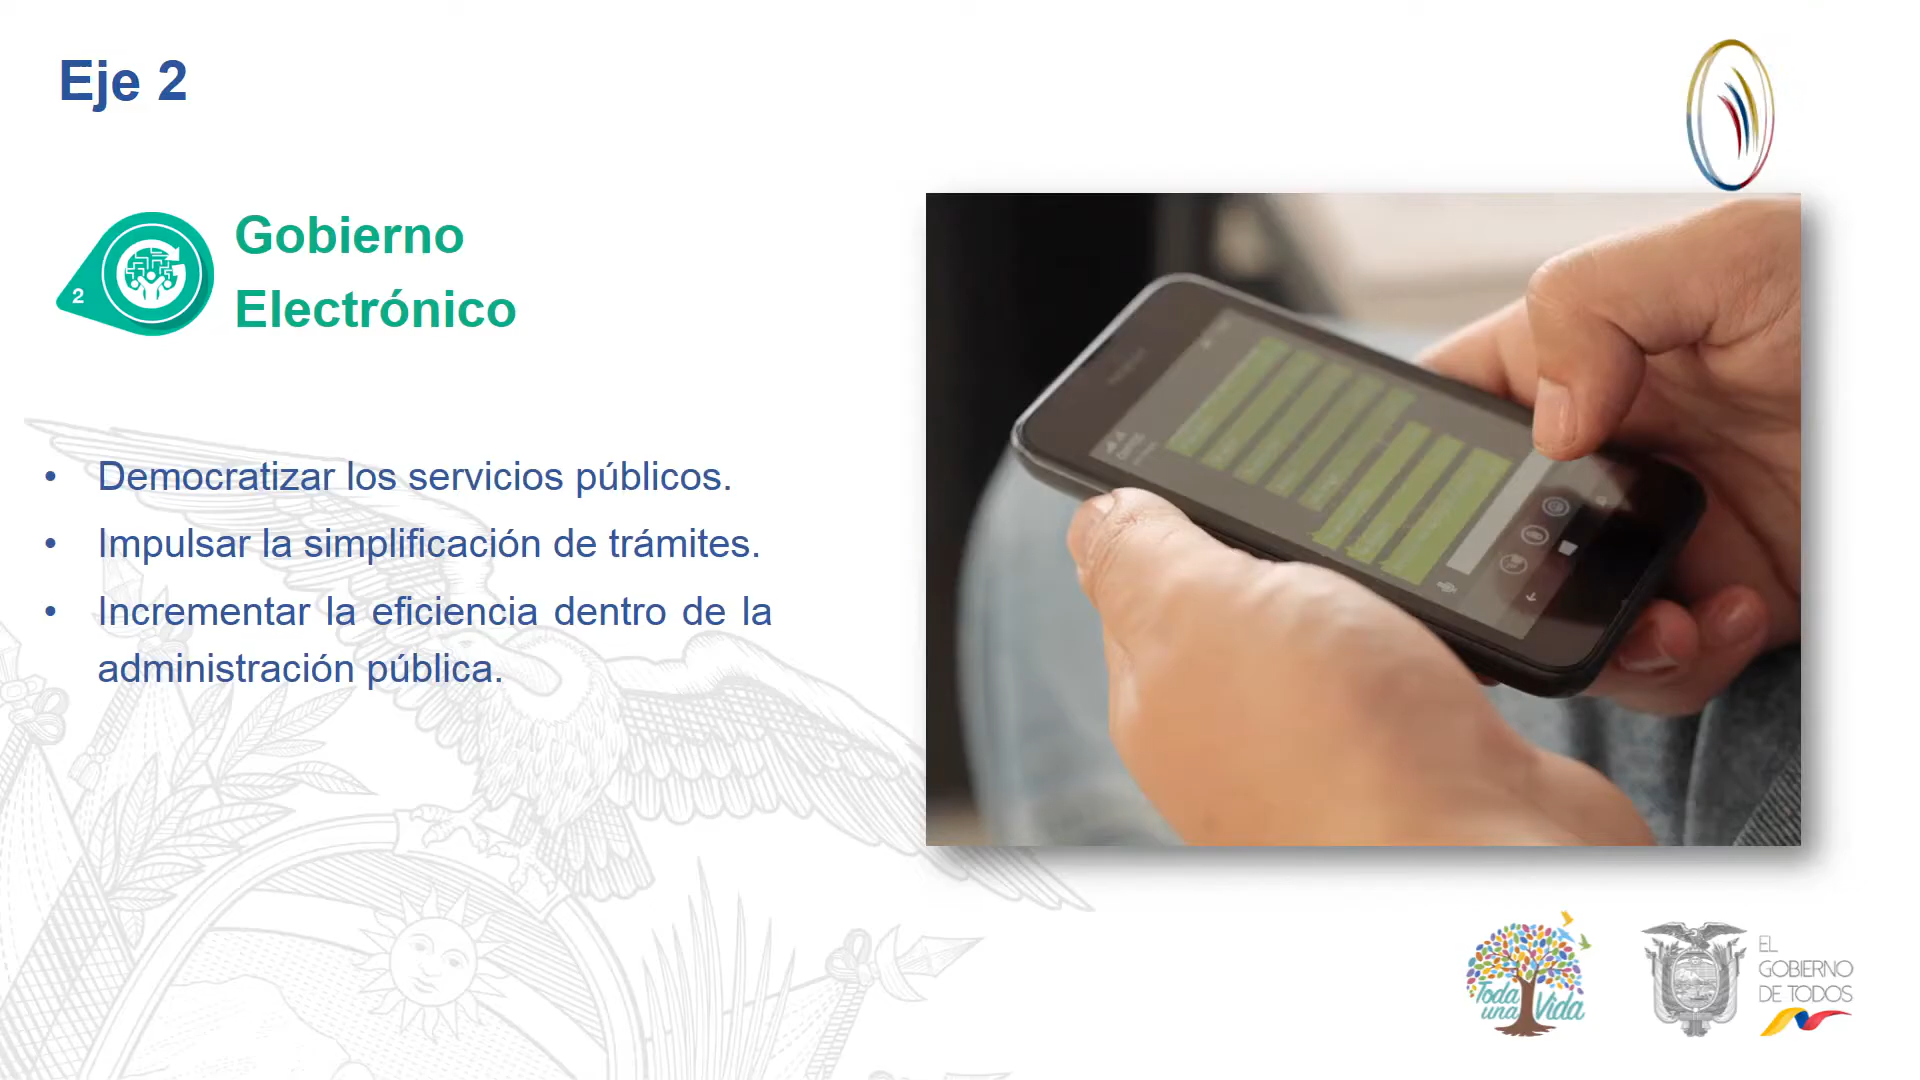 Eje 2
2
Gobierno
Electrónico
• Democratizar los servicios públicos.
• Impulsar la simplificación de trámites.
• Incrementar la eficiencia dentro de la
administración pública.
Toda
una Vida
EL
GOBIERNO
DE TODOS